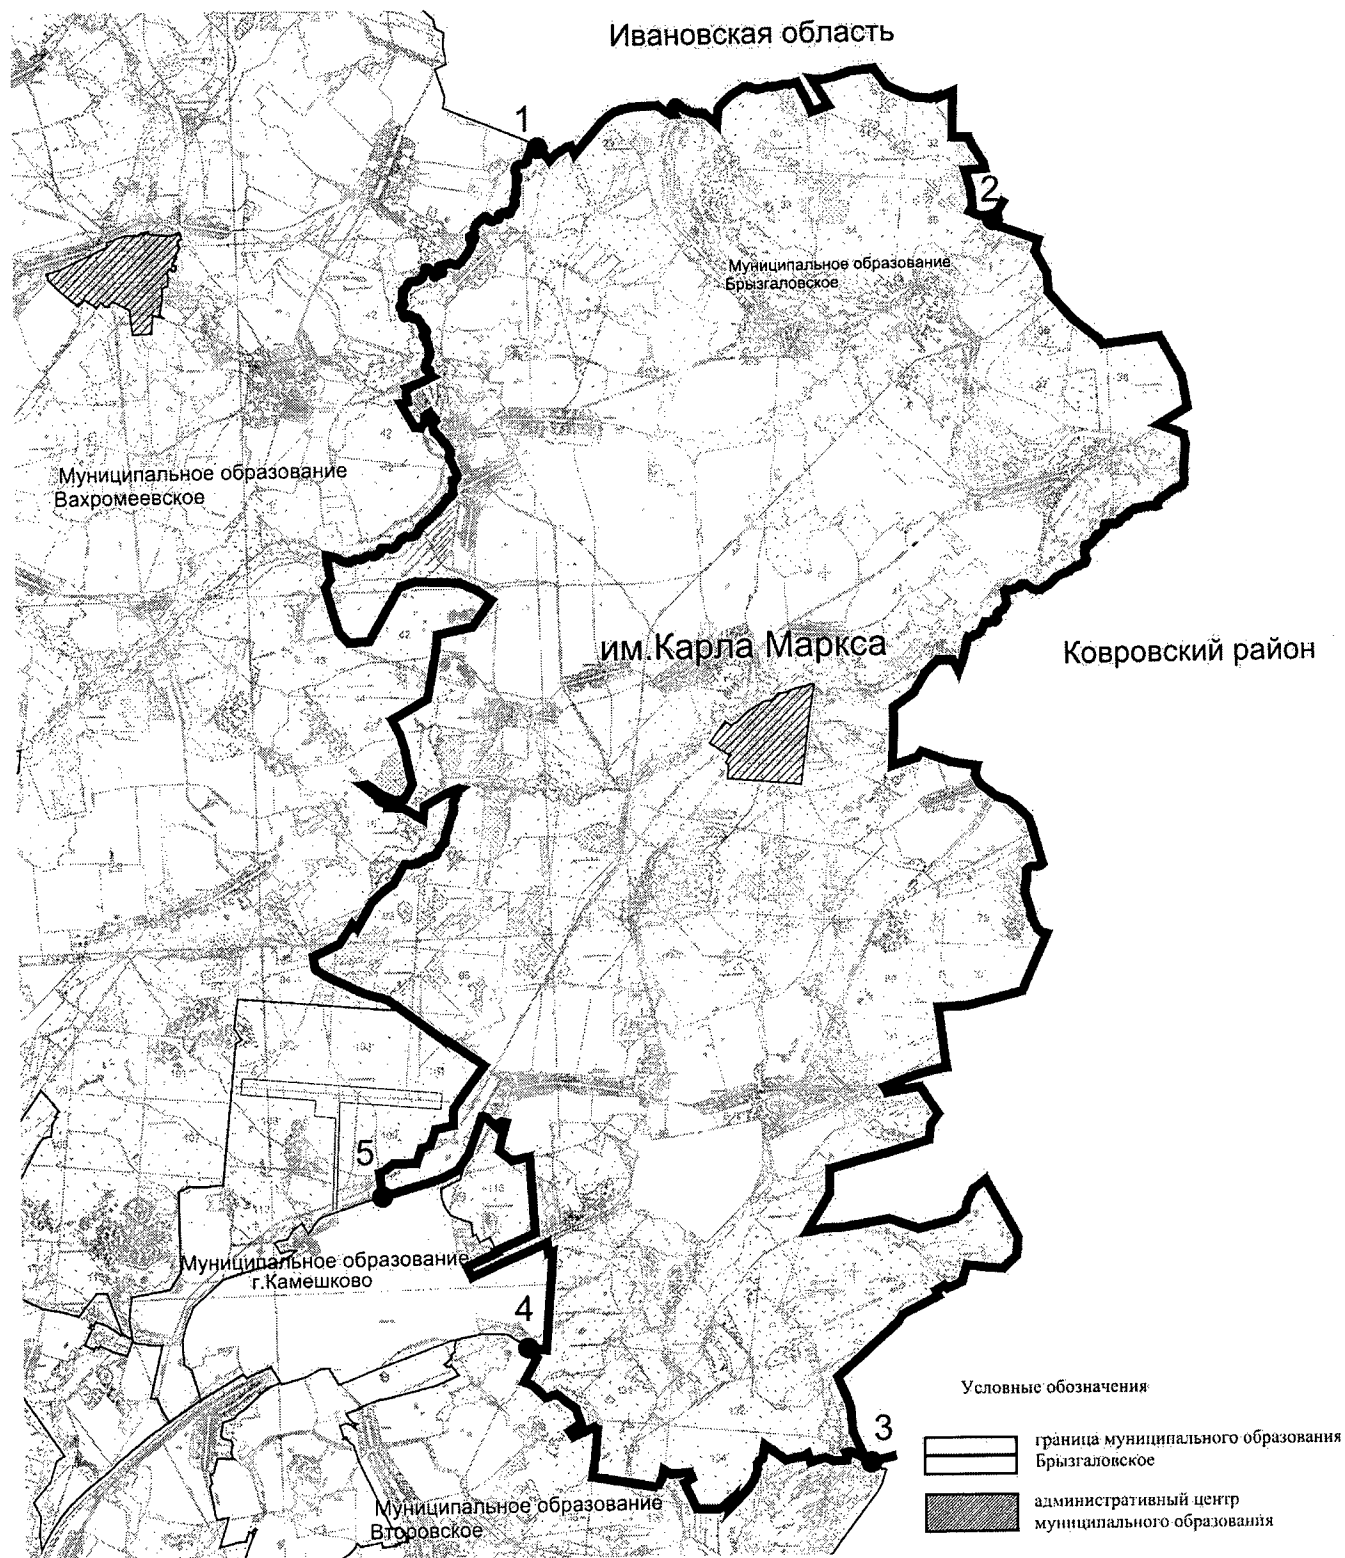 Ивановская область
1
2
Муниципальное образование
Брызгаловское
Муниципальное образование
Вахромеевское
им.Карла Маркса
Ковровский район
5
Муниципальное образование
г.Камешково
4
3
Условные обозначения
граница муниципального образования
Брызгаловское
административный центр
муниципального образования
Муниципальное образование
Второвское